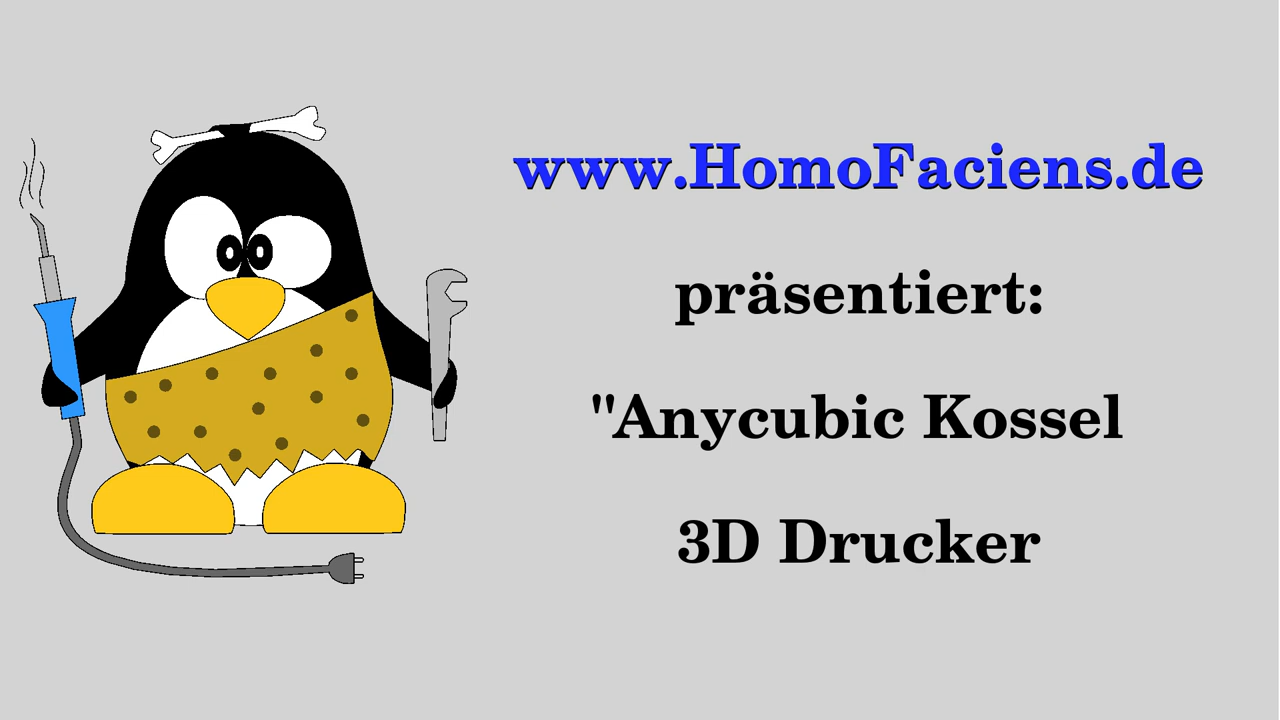 www.HomoFaciens.de
präsentiert:
"Anycubic Kossel
3D Drucker